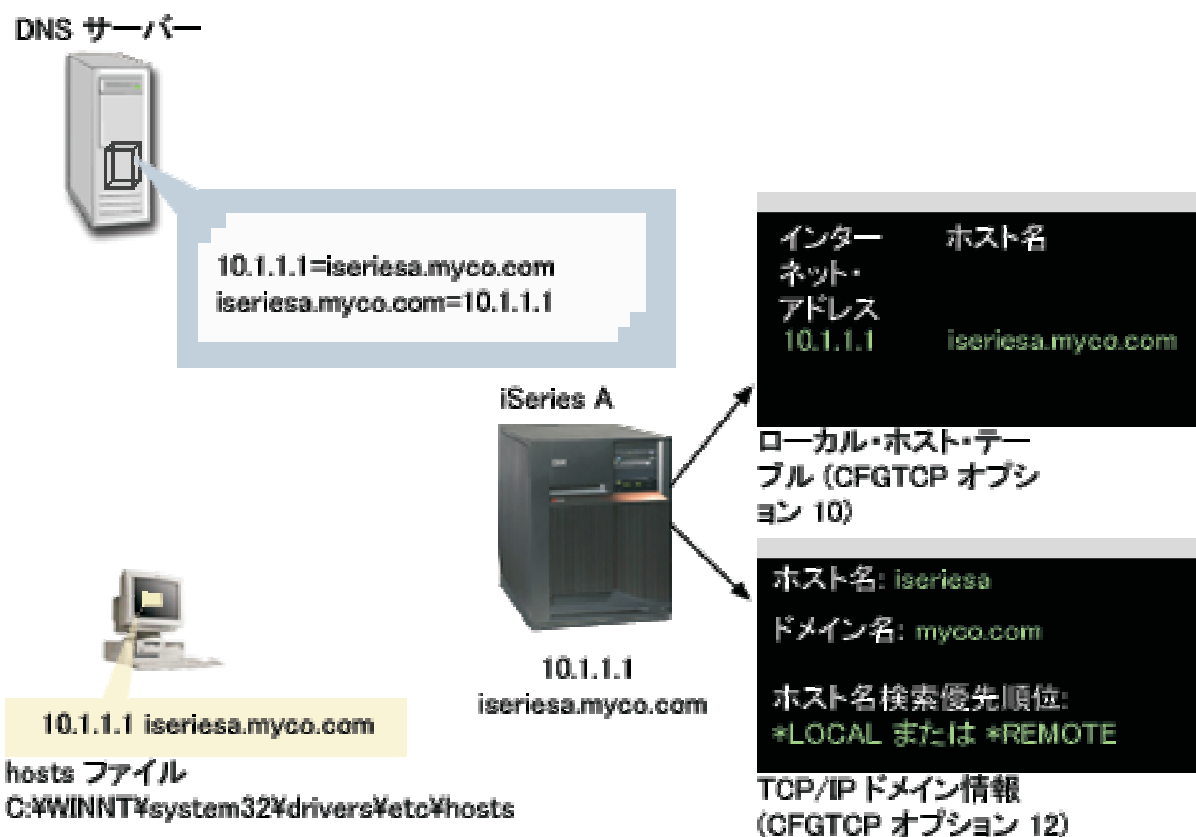 DNS サーバー
10.1.1.1=iseriesa.myco.com
iseriesa.myco.com=10.1.1.1
インター
ネット・
アドレス
ホスト名
10.1.1.1 iseriesa.myco.com
ローカル・ホスト・テー
ブル (CFGTCP オプシ
ョン 10)
iSeries A
10.1.1.1
iseriesa.myco.com
ホスト名: iseriesa
ドメイン名: myco.com
ホスト名検索優先順位:
*LOCAL または *REMOTE
TCP/IP ドメイン情報
(CFGTCP オプション 12)
10.1.1.1 iseriesa.myco.com
hosts ファイル
C:¥WINNT¥system32¥drivers¥etc¥hosts